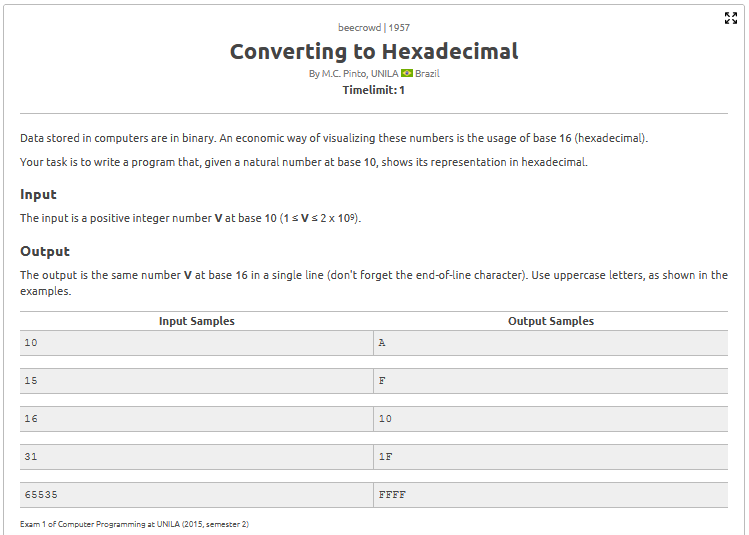 beecrowd | 1957
Converting to Hexadecimal
By M.C. Pinto, UNILA Brazil
Timelimit: 1
Data stored in computers are in binary. An economic way of visualizing these numbers is the usage of base 16 (hexadecimal).
Your task is to write a program that, given a natural number at base 10, shows its representation in hexadecimal.
Input
The input is a positive integer number V at base 10 (1 ≤ V ≤ 2 x 10⁹).
Output
The output is the same number V at base 16 in a single line (don't forget the end-of-line character). Use uppercase letters, as shown in the
examples.
Input Samples Output Samples
10 A
15 F
16 10
31 1F
65535 FFFF
Exam 1 of Computer Programming at UNILA (2015, semester 2)